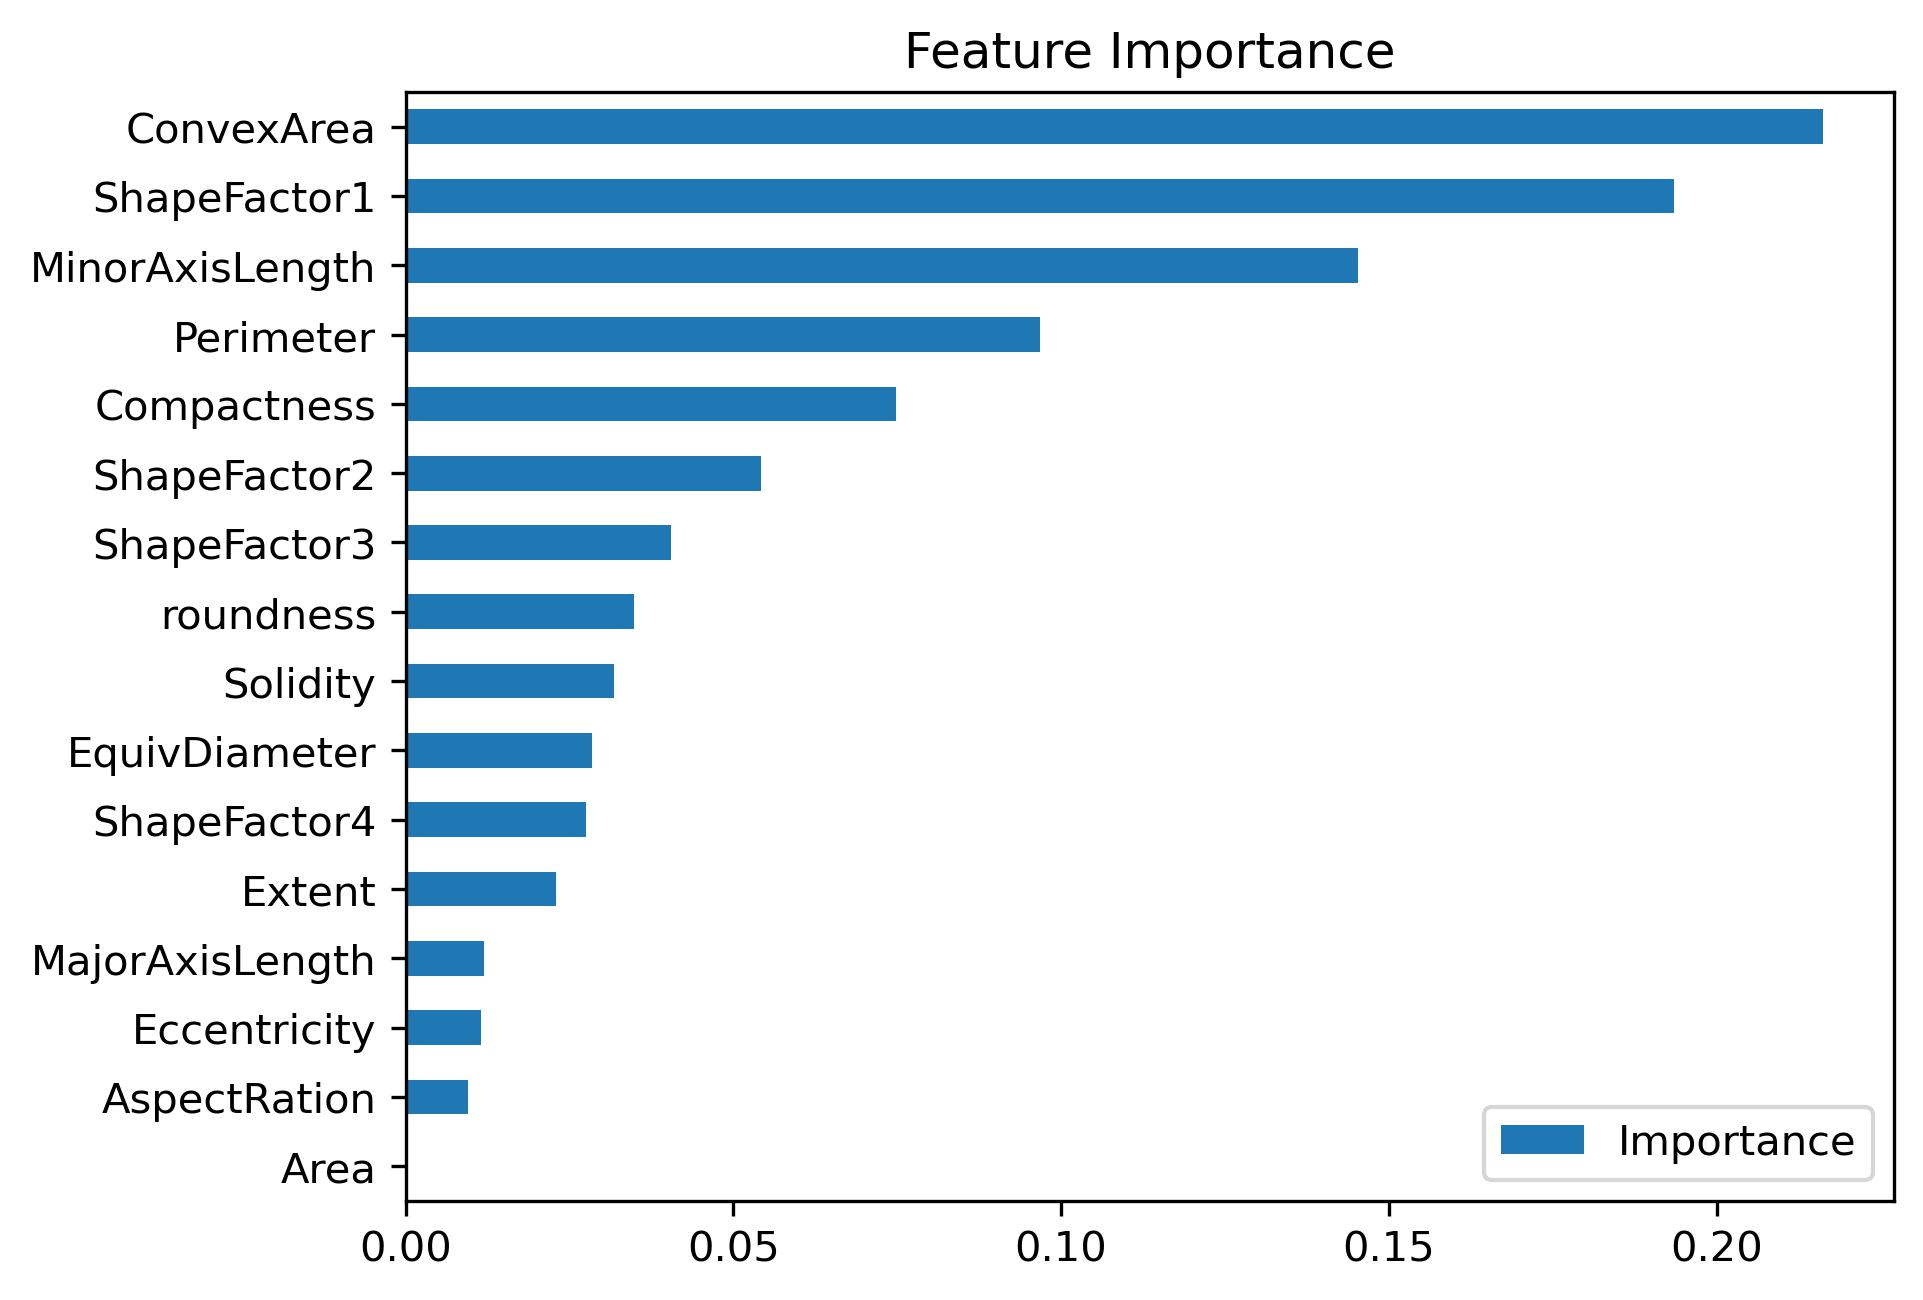 Feature Importance
ConvexArea
ShapeFactor1
MinorAxisLength
Perimeter
Compactness
ShapeFactor2
ShapeFactor3
roundness
Solidity
EquivDiameter
ShapeFactor4
Extent
MajorAxisLength
Eccentricity
AspectRation
Area
Importance
0.00 0.05 0.10 0.15 0.20